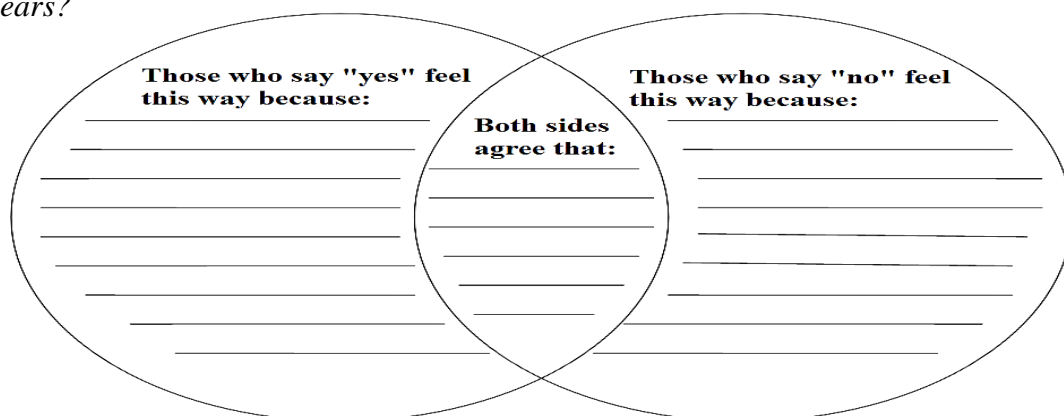 ears?
Those who say "yes" feel
this way because:
Both sides
agree that:
Those who say "no" feel
this way because: